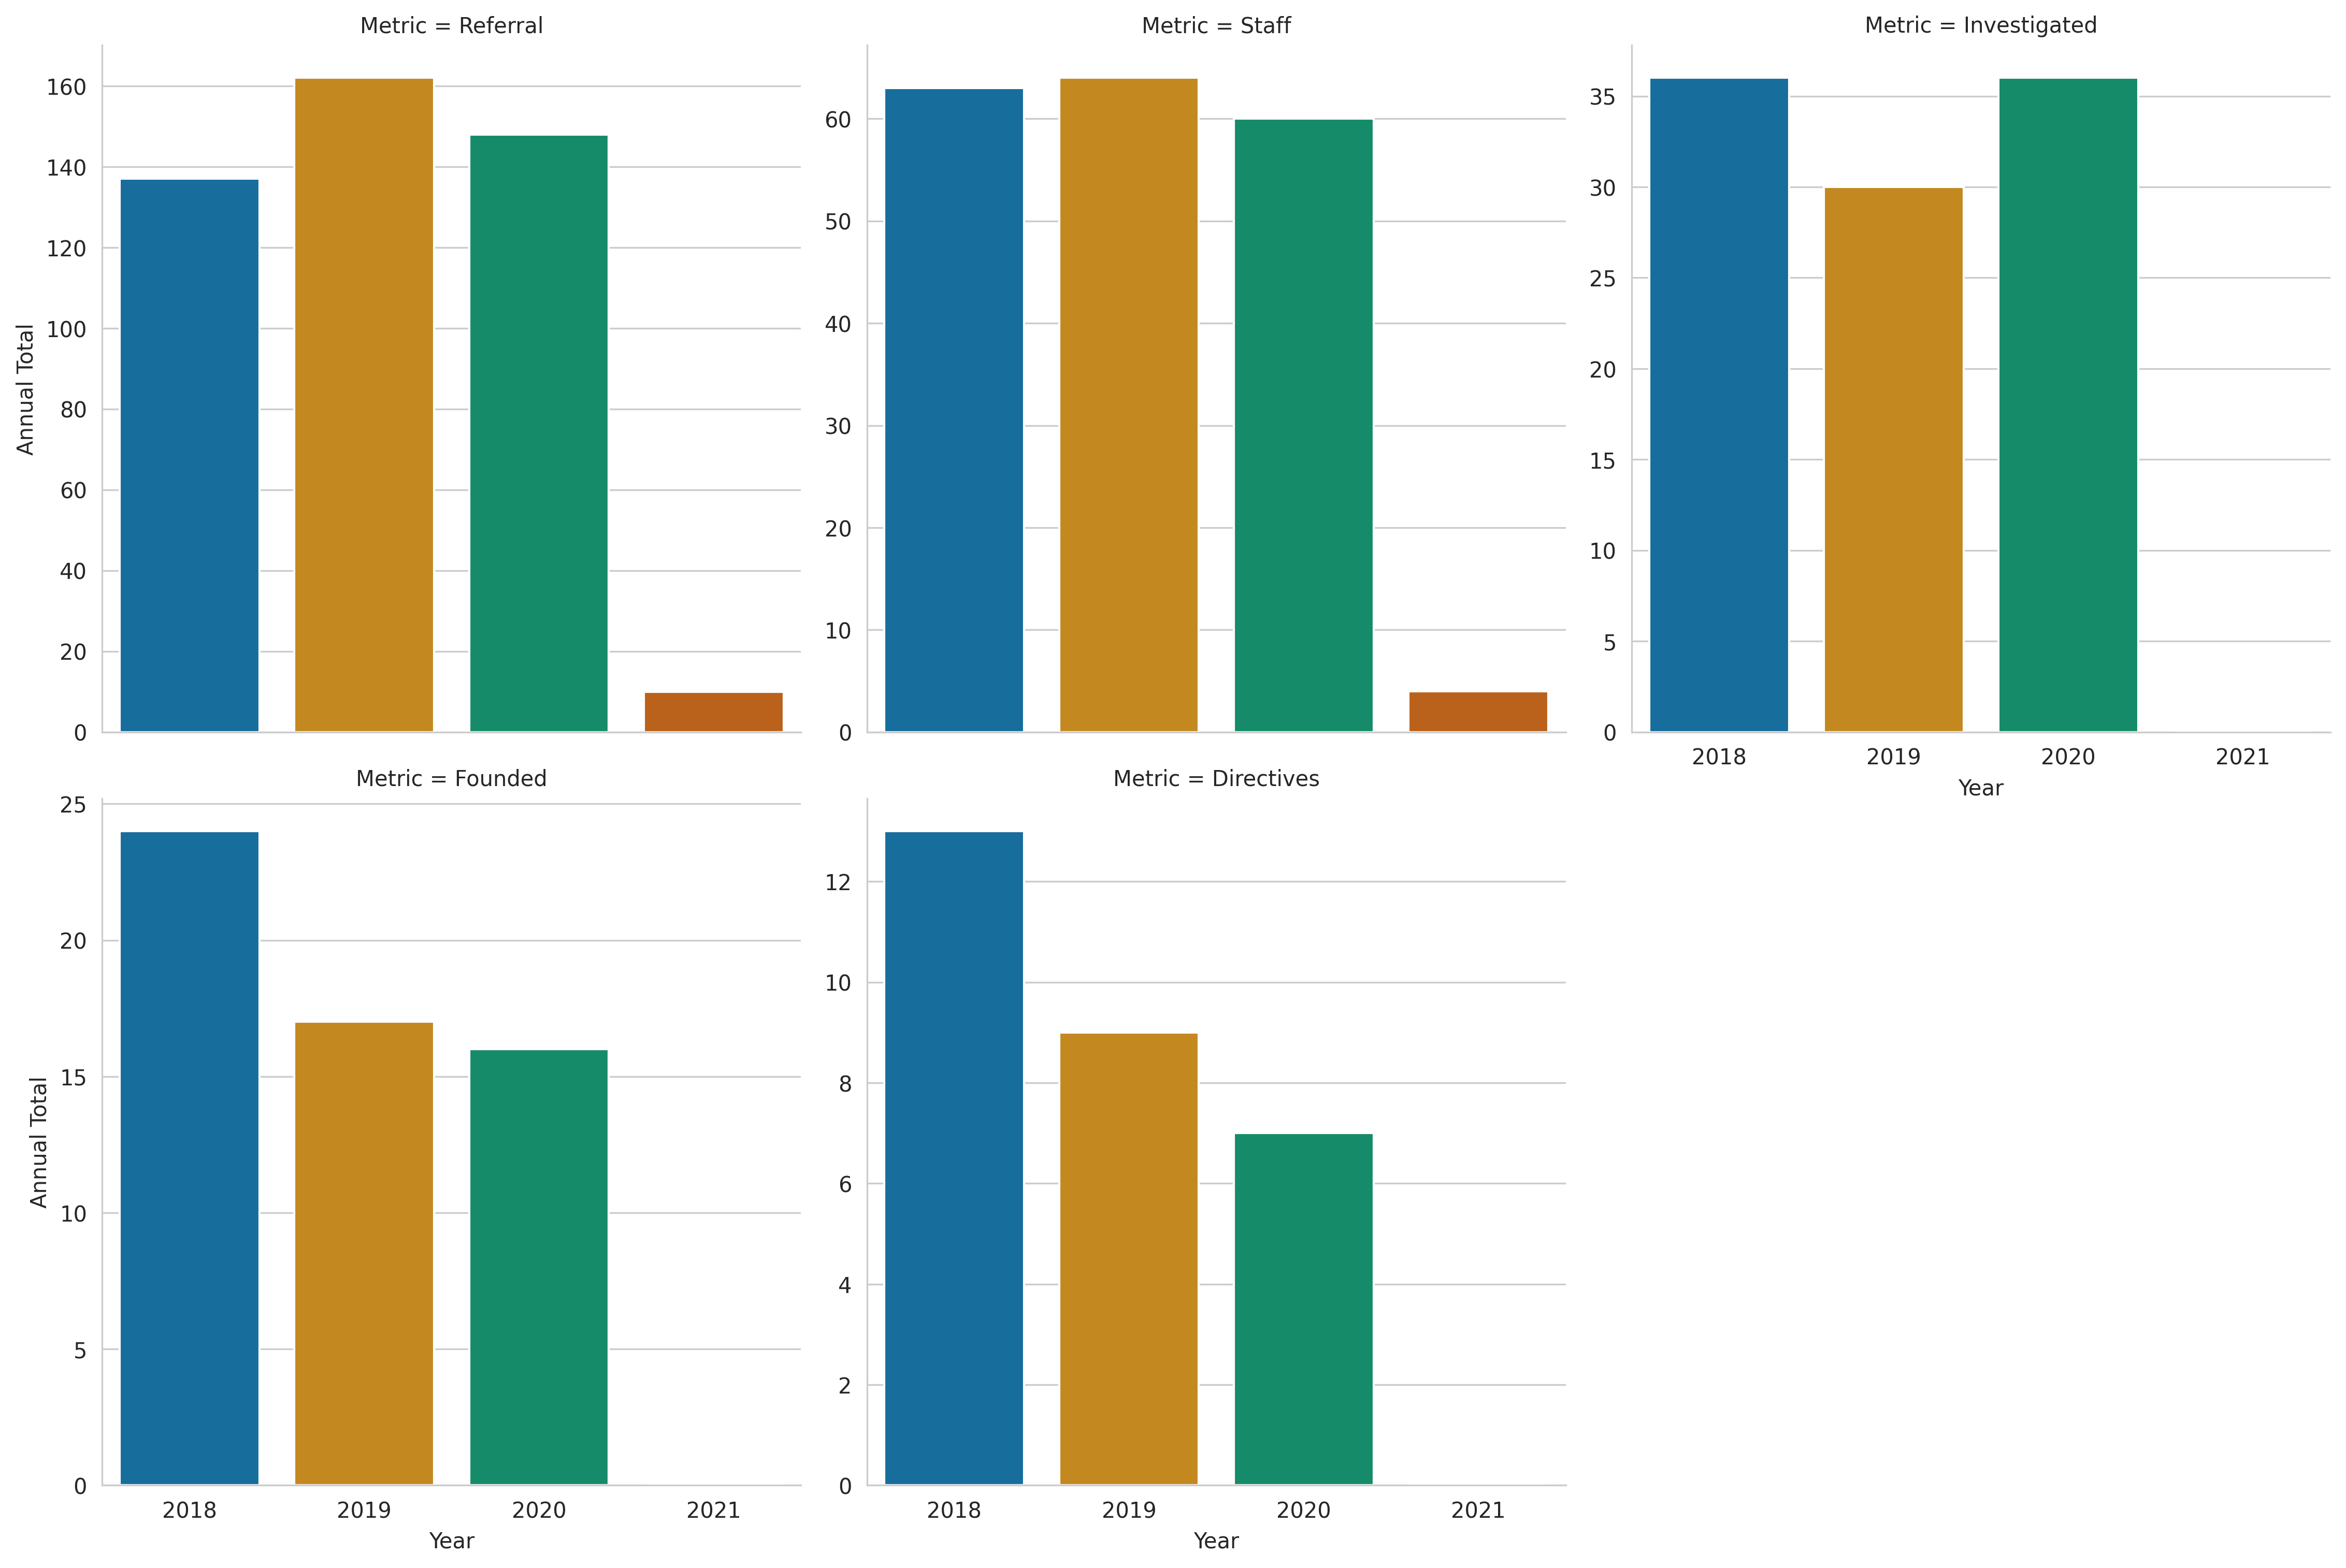 Metric = Referral
Annual Total
160
140
120
100
80
60
40
20
0
Metric = Staff
60
50
40
30
20
10
0
Metric = Investigated
35
30
25
20
15
10
5
0
2018 2019 2020 2021
Year
Metric = Founded
Annual Total
25
20
15
10
5
0
2018 2019 2020 2021
Year
Metric = Directives
12
10
8
6
4
2
0
2018 2019 2020 2021
Year